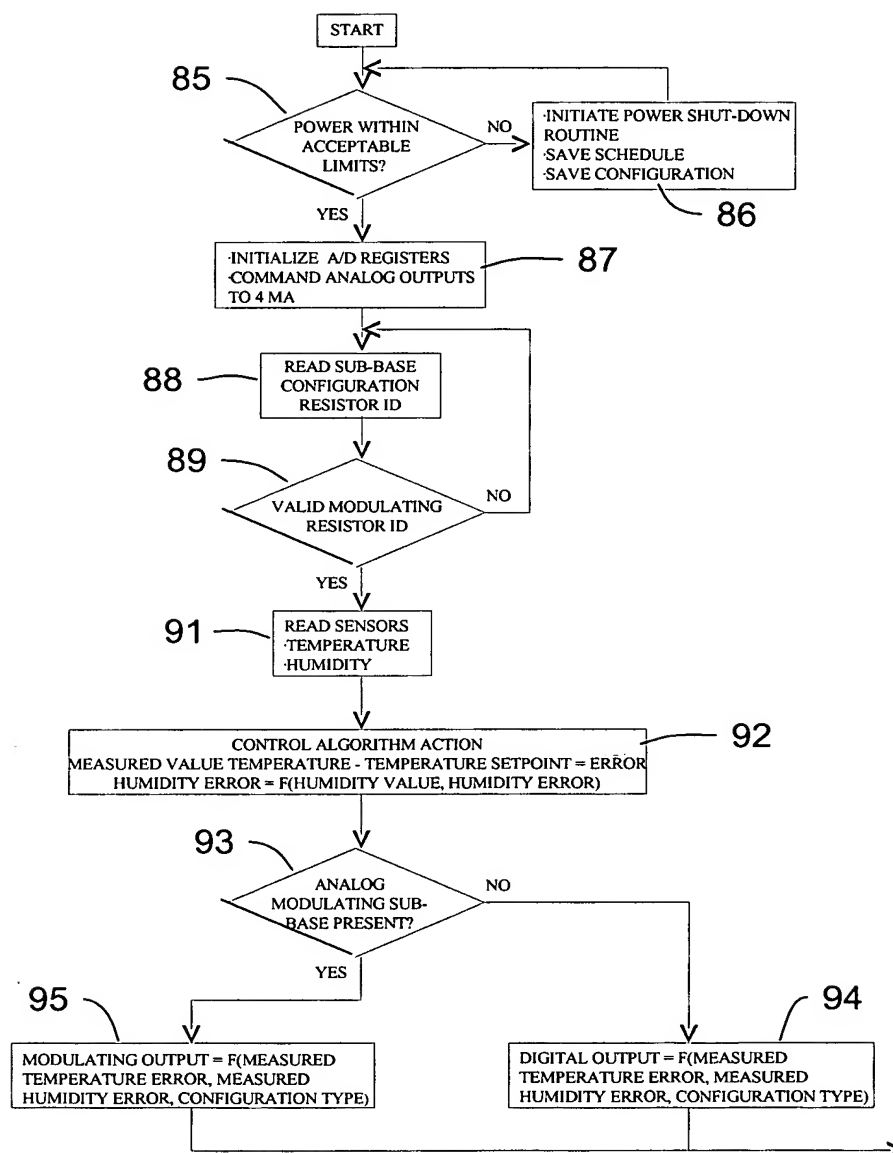 START
85
POWER WITHIN
ACCEPTABLE
LIMITS?
NO
·INITIATE POWER SHUT-DOWN
ROUTINE
·SAVE SCHEDULE
·SAVE CONFIGURATION
86
YES
·INITIALIZE A/D REGISTERS
·COMMAND ANALOG OUTPUTS
TO 4 MA
87
88
READ SUB-BASE
CONFIGURATION
RESISTOR ID
89
VALID MODULATING
RESISTOR ID
NO
YES
91
READ SENSORS
·TEMPERATURE
·HUMIDITY
CONTROL ALGORITHM ACTION
MEASURED VALUE TEMPERATURE - TEMPERATURE SETPOINT = ERROR
HUMIDITY ERROR = F(HUMIDITY VALUE, HUMIDITY ERROR)
92
93
ANALOG
MODULATING SUB-
BASE PRESENT?
NO
YES
95
MODULATING OUTPUT = F(MEASURED
TEMPERATURE ERROR, MEASURED
HUMIDITY ERROR, CONFIGURATION TYPE)
94
DIGITAL OUTPUT = F(MEASURED
TEMPERATURE ERROR, MEASURED
HUMIDITY ERROR, CONFIGURATION TYPE)